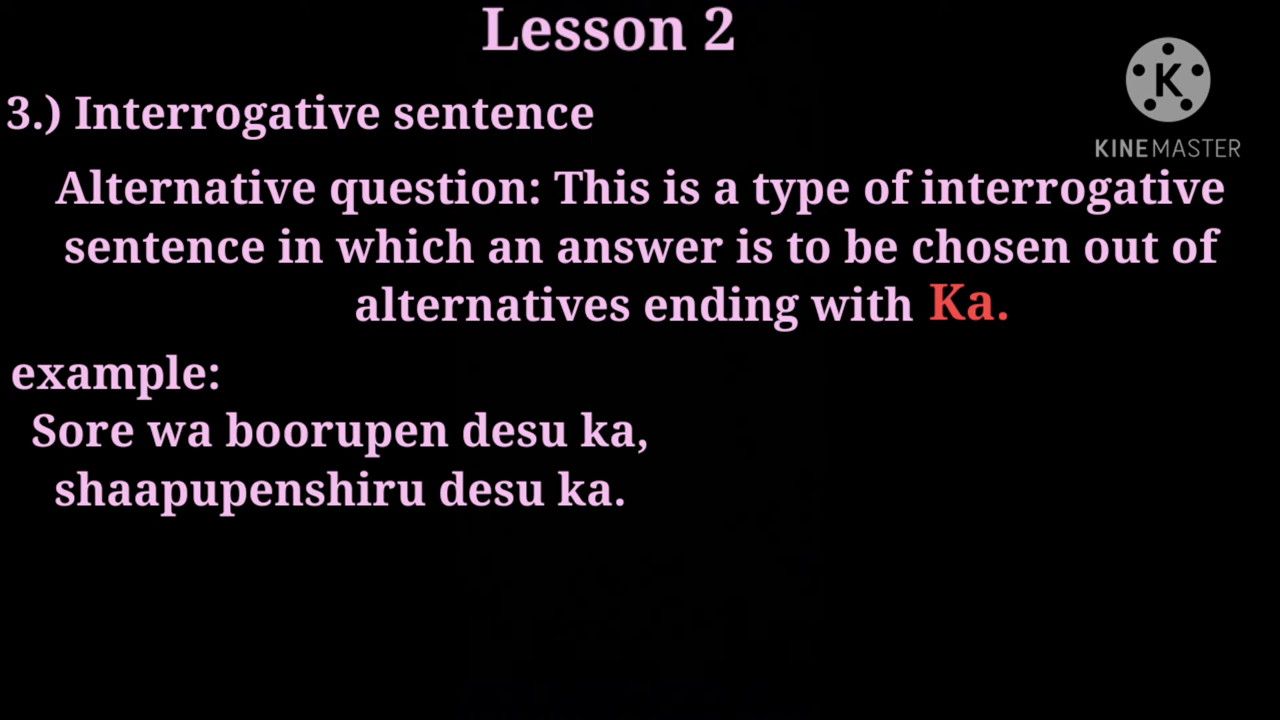 Lesson 2
3.) Interrogative sentence
Alternative question: This is a type of interrogative
sentence in which an answer is to be chosen out of
alternatives ending with Ka.
example:
Sore wa boorupen desu ka,
shaapupenshiru desu ka.
K
KINEMASTER